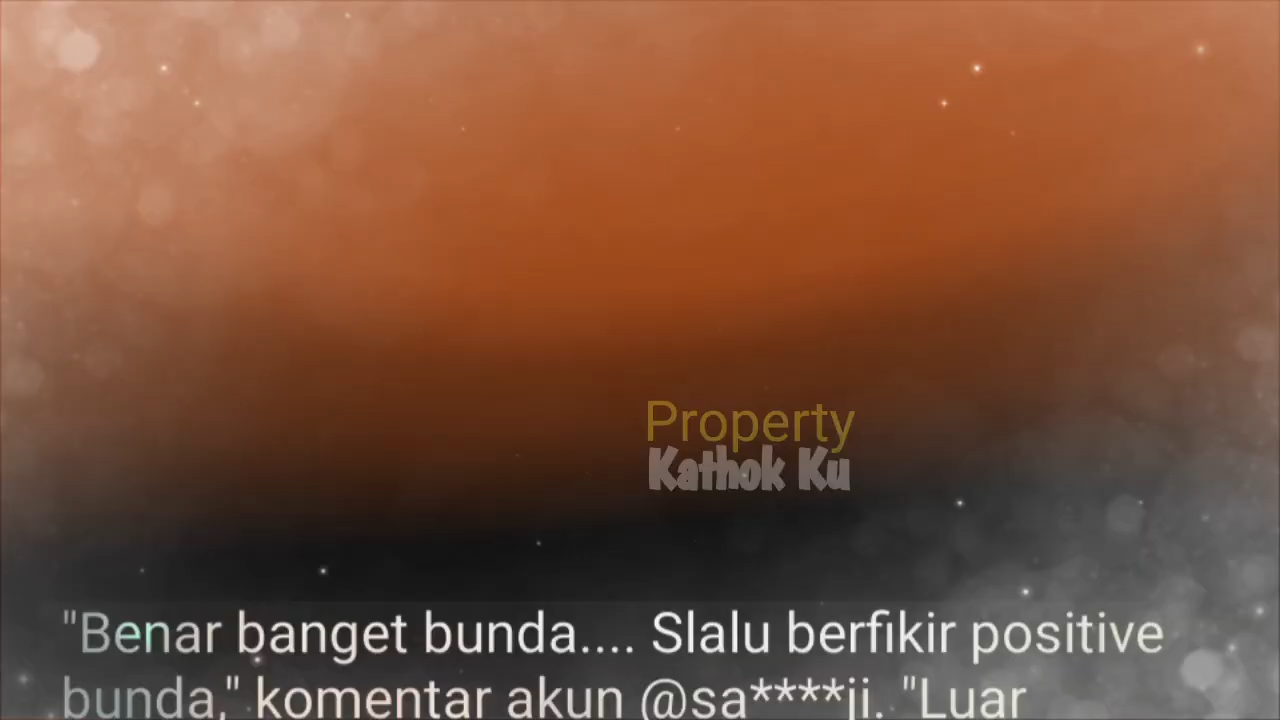 Property
Kathok Ku
"Benar banget bunda.... Slalu berfikir positive
bunda," komentar akun @sa****ji. "Luar